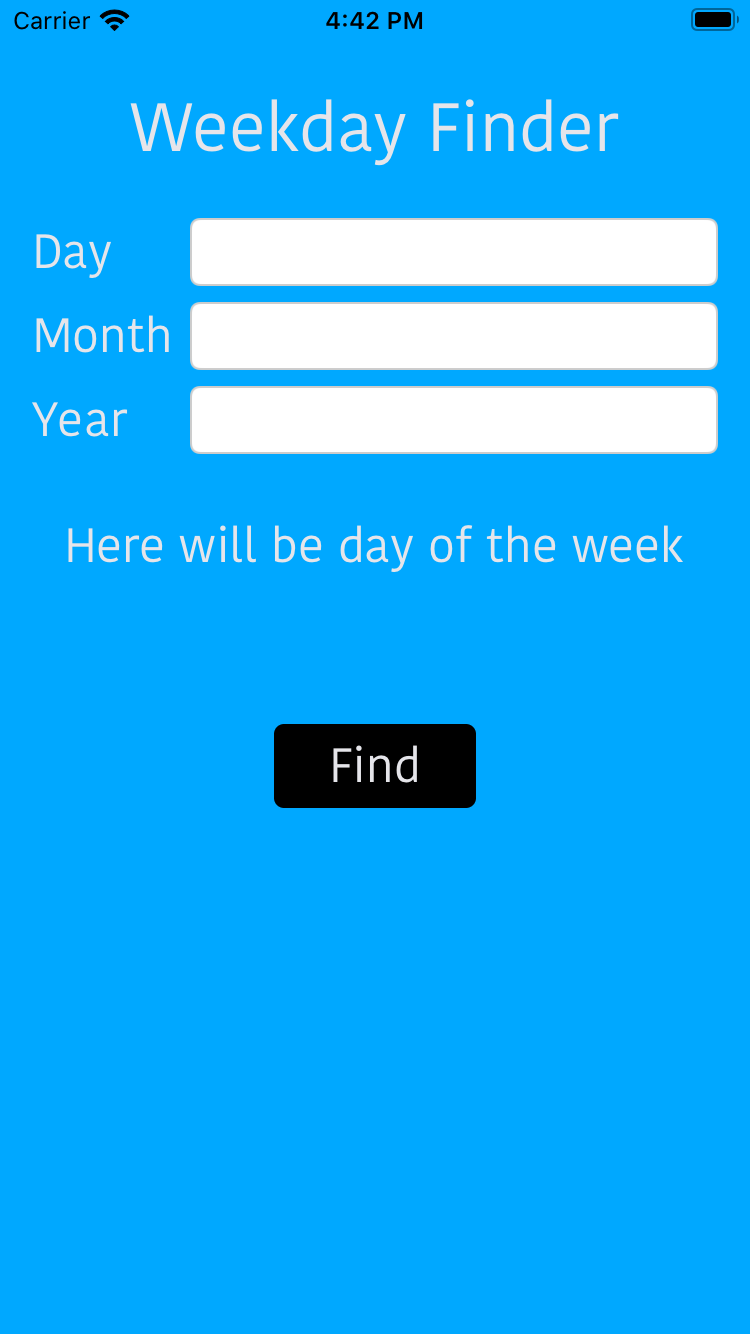 Carrier 4:42 PM
Weekday Finder
Day
Month
Year
Here will be day of the week
Find